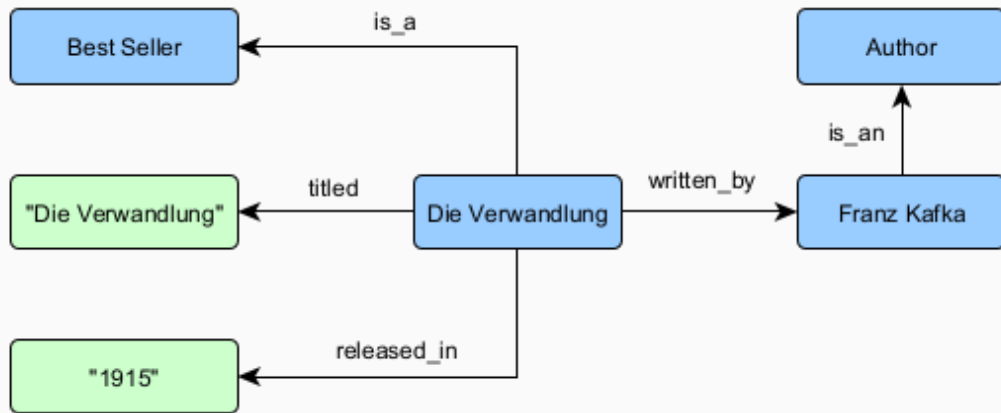 is_a
Best Seller
Author
is_an
titled
written_by
"Die Verwandlung"
Die Verwandlung
Franz Kafka
released_in
"1915"